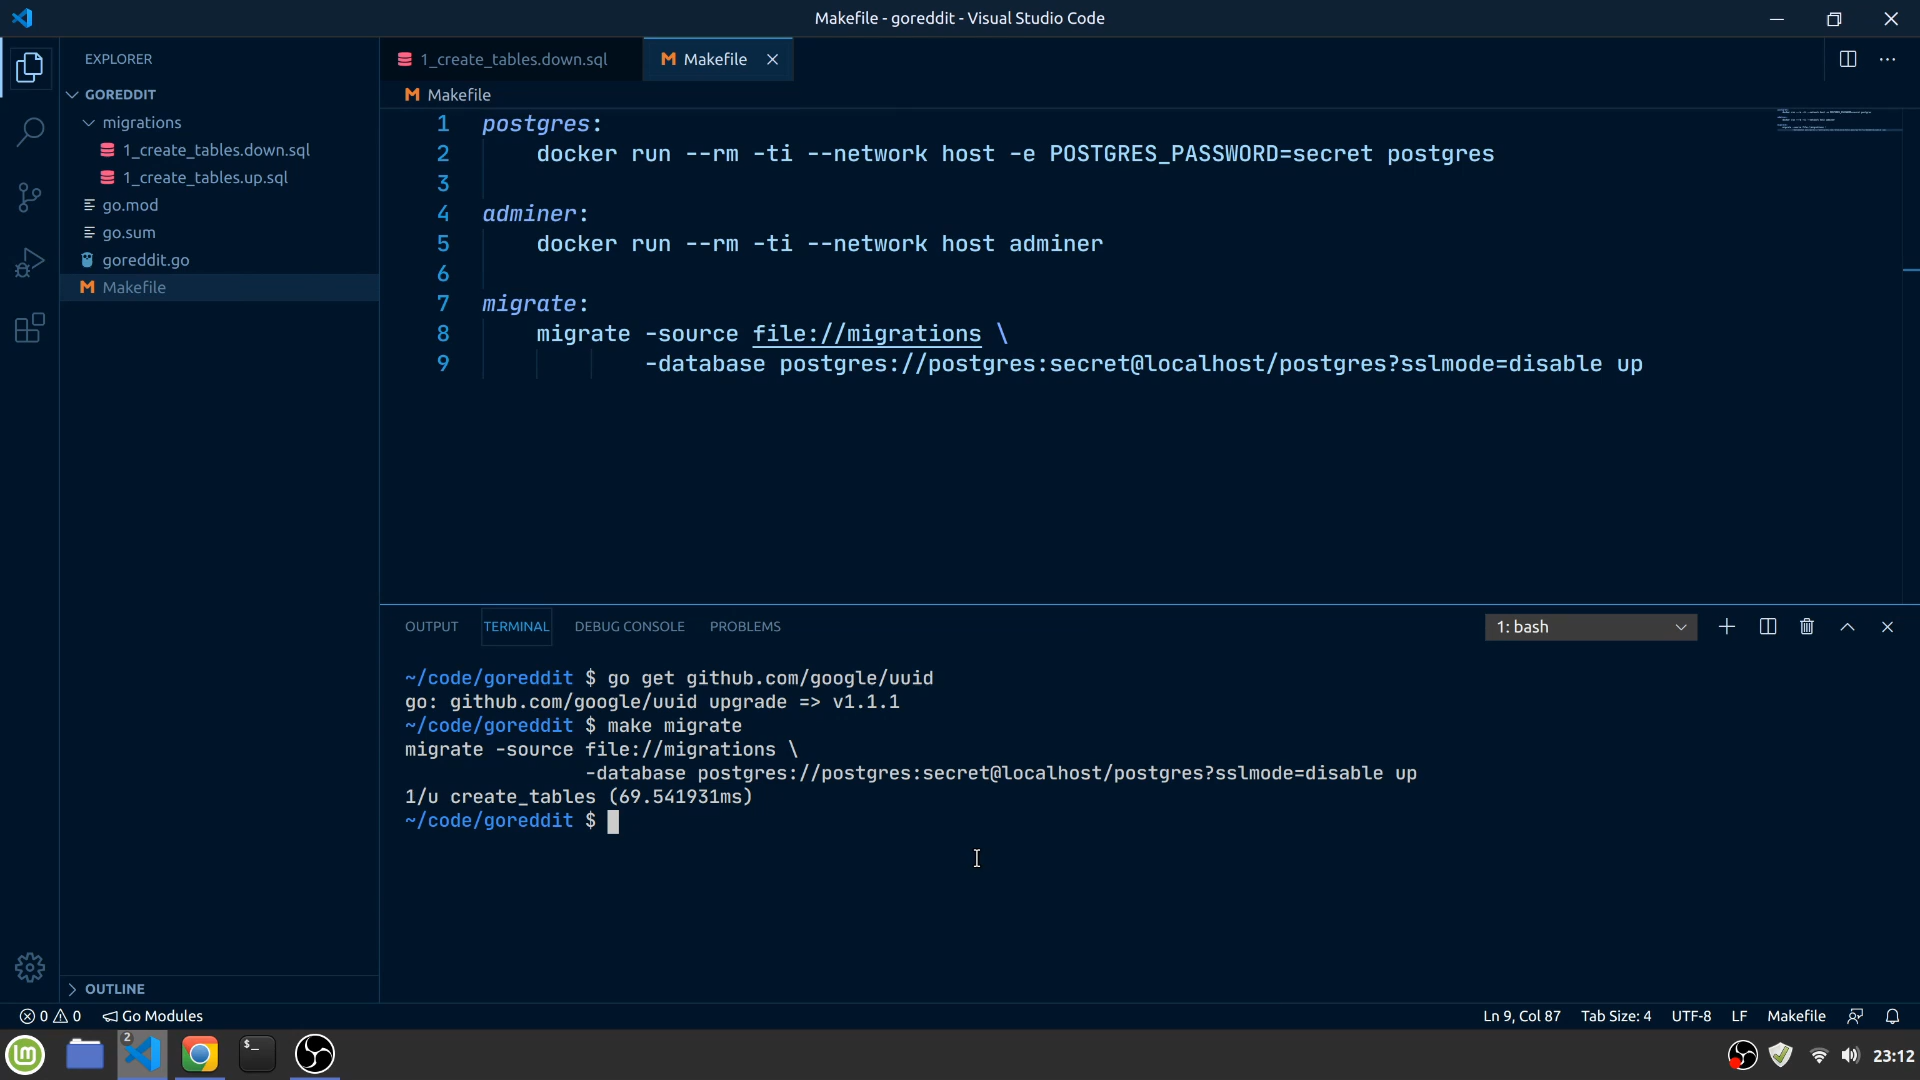 Makefile - goreddit - Visual Studio Code
EXPLORER
GOREDDIT
migrations
1_create_tables.down.sql
1_create_tables.up.sql
go.mod
go.sum
goreddit.go
M Makefile
OUTLINE
1_create_tables.down.sql
M Makefile
M Makefile
1 postgres:
2 docker run --rm -ti --network host -e POSTGRES_PASSWORD=secret postgres
3
4 adminer:
5 docker run --rm -ti --network host adminer
6
7 migrate:
8 migrate -source file://migrations \
9 -database postgres://postgres:secret@localhost/postgres?sslmode=disable up
OUTPUT TERMINAL DEBUG CONSOLE PROBLEMS 1: bash
~/code/goreddit $ go get github.com/google/uuid
go: github.com/google/uuid upgrade => v1.1.1
~/code/goreddit $ make migrate
migrate -source file://migrations \
-database postgres://postgres:secret@localhost/postgres?sslmode=disable up
1/u create_tables (69.541931ms)
~/code/goreddit $
0 0 Go Modules Ln 9, Col 87 Tab Size: 4 UTF-8 LF Makefile
2 $_ 23:12